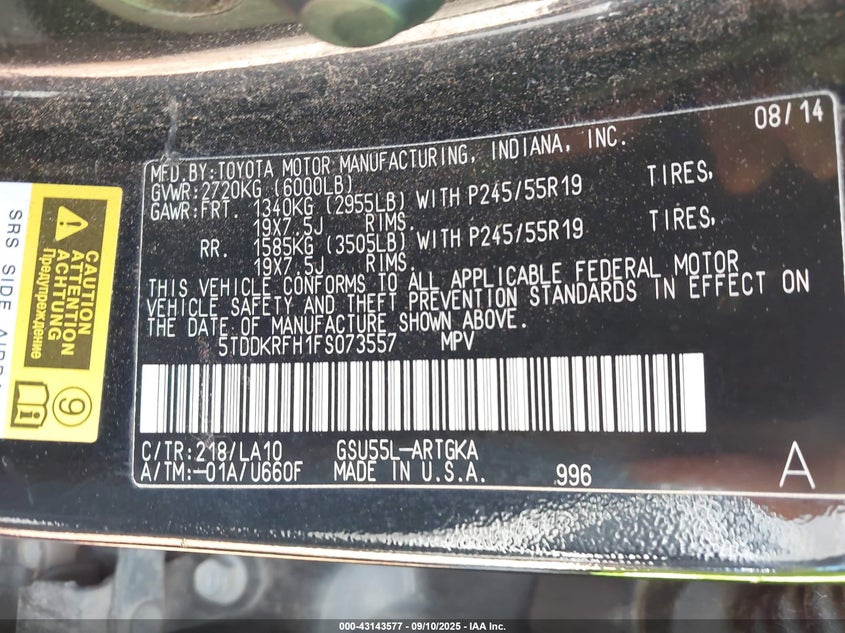 08/14
MFD.BY:TOYOTA MOTOR MANUFACTURING, INDIANA, INC.
GVWR:2720KG (6000LB)
GAWR:FRT. 1340KG (2955LB) WITH P245/55R19 TIRES,
19X7.5J RIMS.
RR. 1585KG (3505LB) WITH P245/55R19 TIRES,
19X7.5J RIMS.
THIS VEHICLE CONFORMS TO ALL APPLICABLE FEDERAL MOTOR
VEHICLE SAFETY AND THEFT PREVENTION STANDARDS IN EFFECT ON
THE DATE OF MANUFACTURE SHOWN ABOVE.
5TDDKRFH1FS073557 MPV
C/TR:218/LA10 GSU55L-ARTGKA
A/TM:-01A/U660F MADE IN U.S.A. 996 A
CAUTION
ATTENTION
ACHTUNG
Предупреждение
9
SRS SIDE
000-43143577 - 09/10/2025 - IAA Inc.